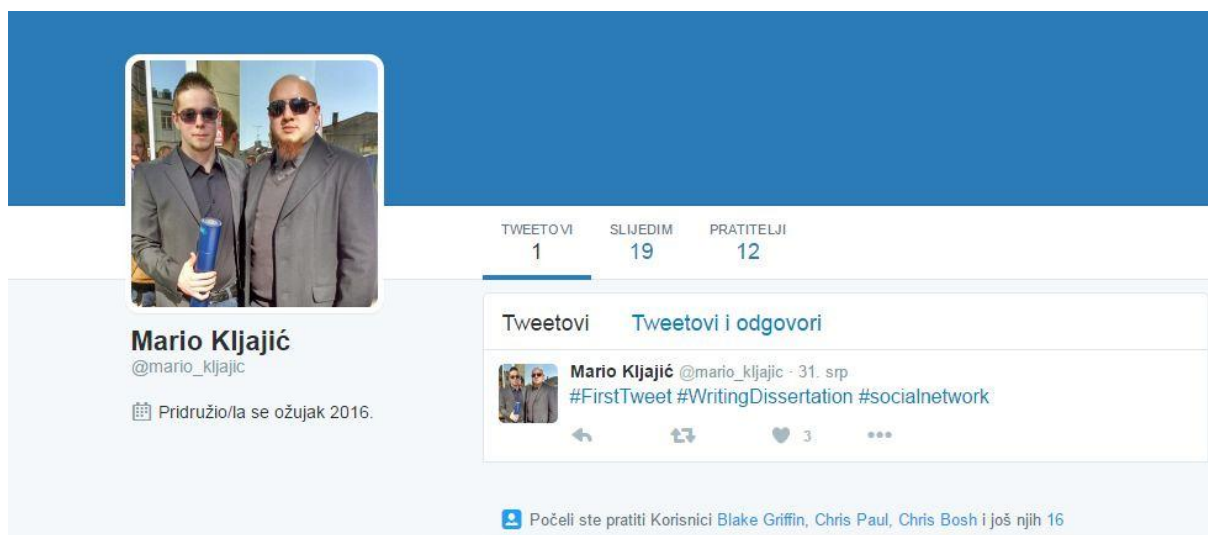 TWEETOVI SLIJEDIM PRATITELJI
1 19 12
Mario Kljajić
@mario_kljajic
Pridružio/la se ožujak 2016.
Tweetovi Tweetovi i odgovori
Mario Kljajić @mario_kljajic · 31. srp
#FirstTweet #WritingDissertation #socialnetwork
3
Počeli ste pratiti Korisnici Blake Griffin, Chris Paul, Chris Bosh i još njih 16